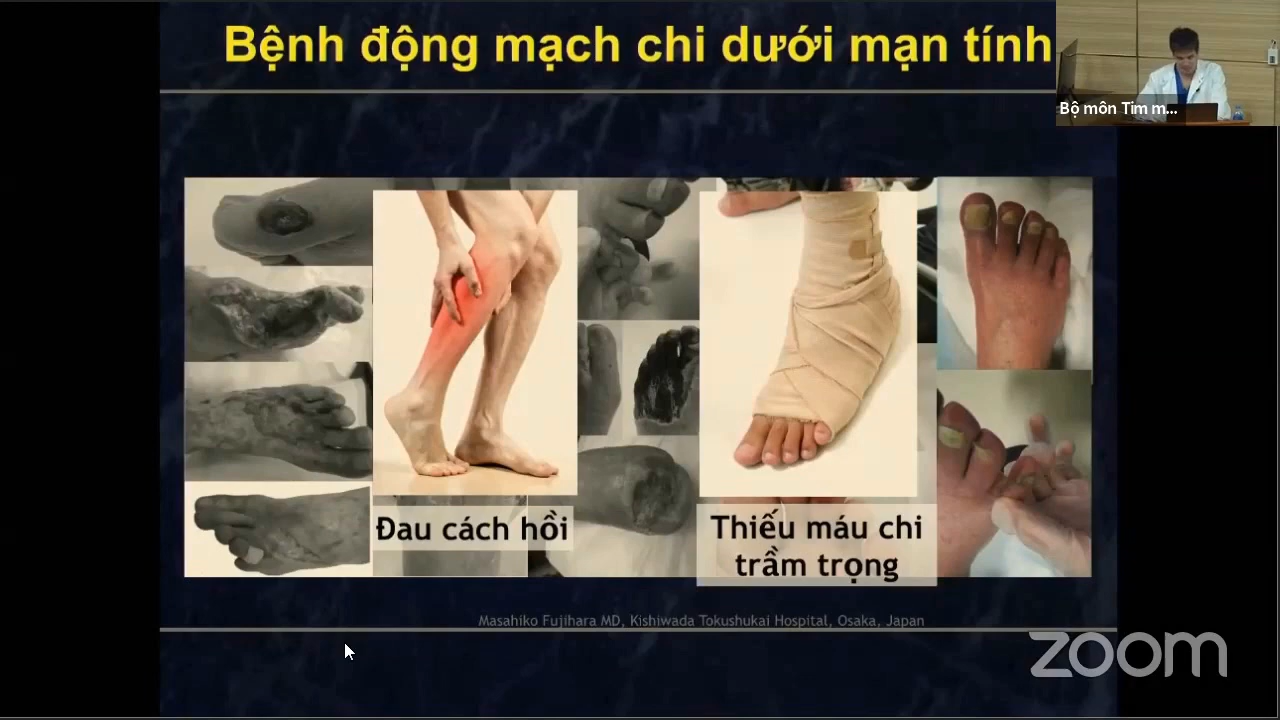 Bệnh động mạch chi dưới mạn tính
Bộ môn Tim m...
Đau cách hồi
Thiếu máu chi
trầm trọng
Masahiko Fujihara MD, Kishiwada Tokushukai Hospital, Osaka, Japan
zoom